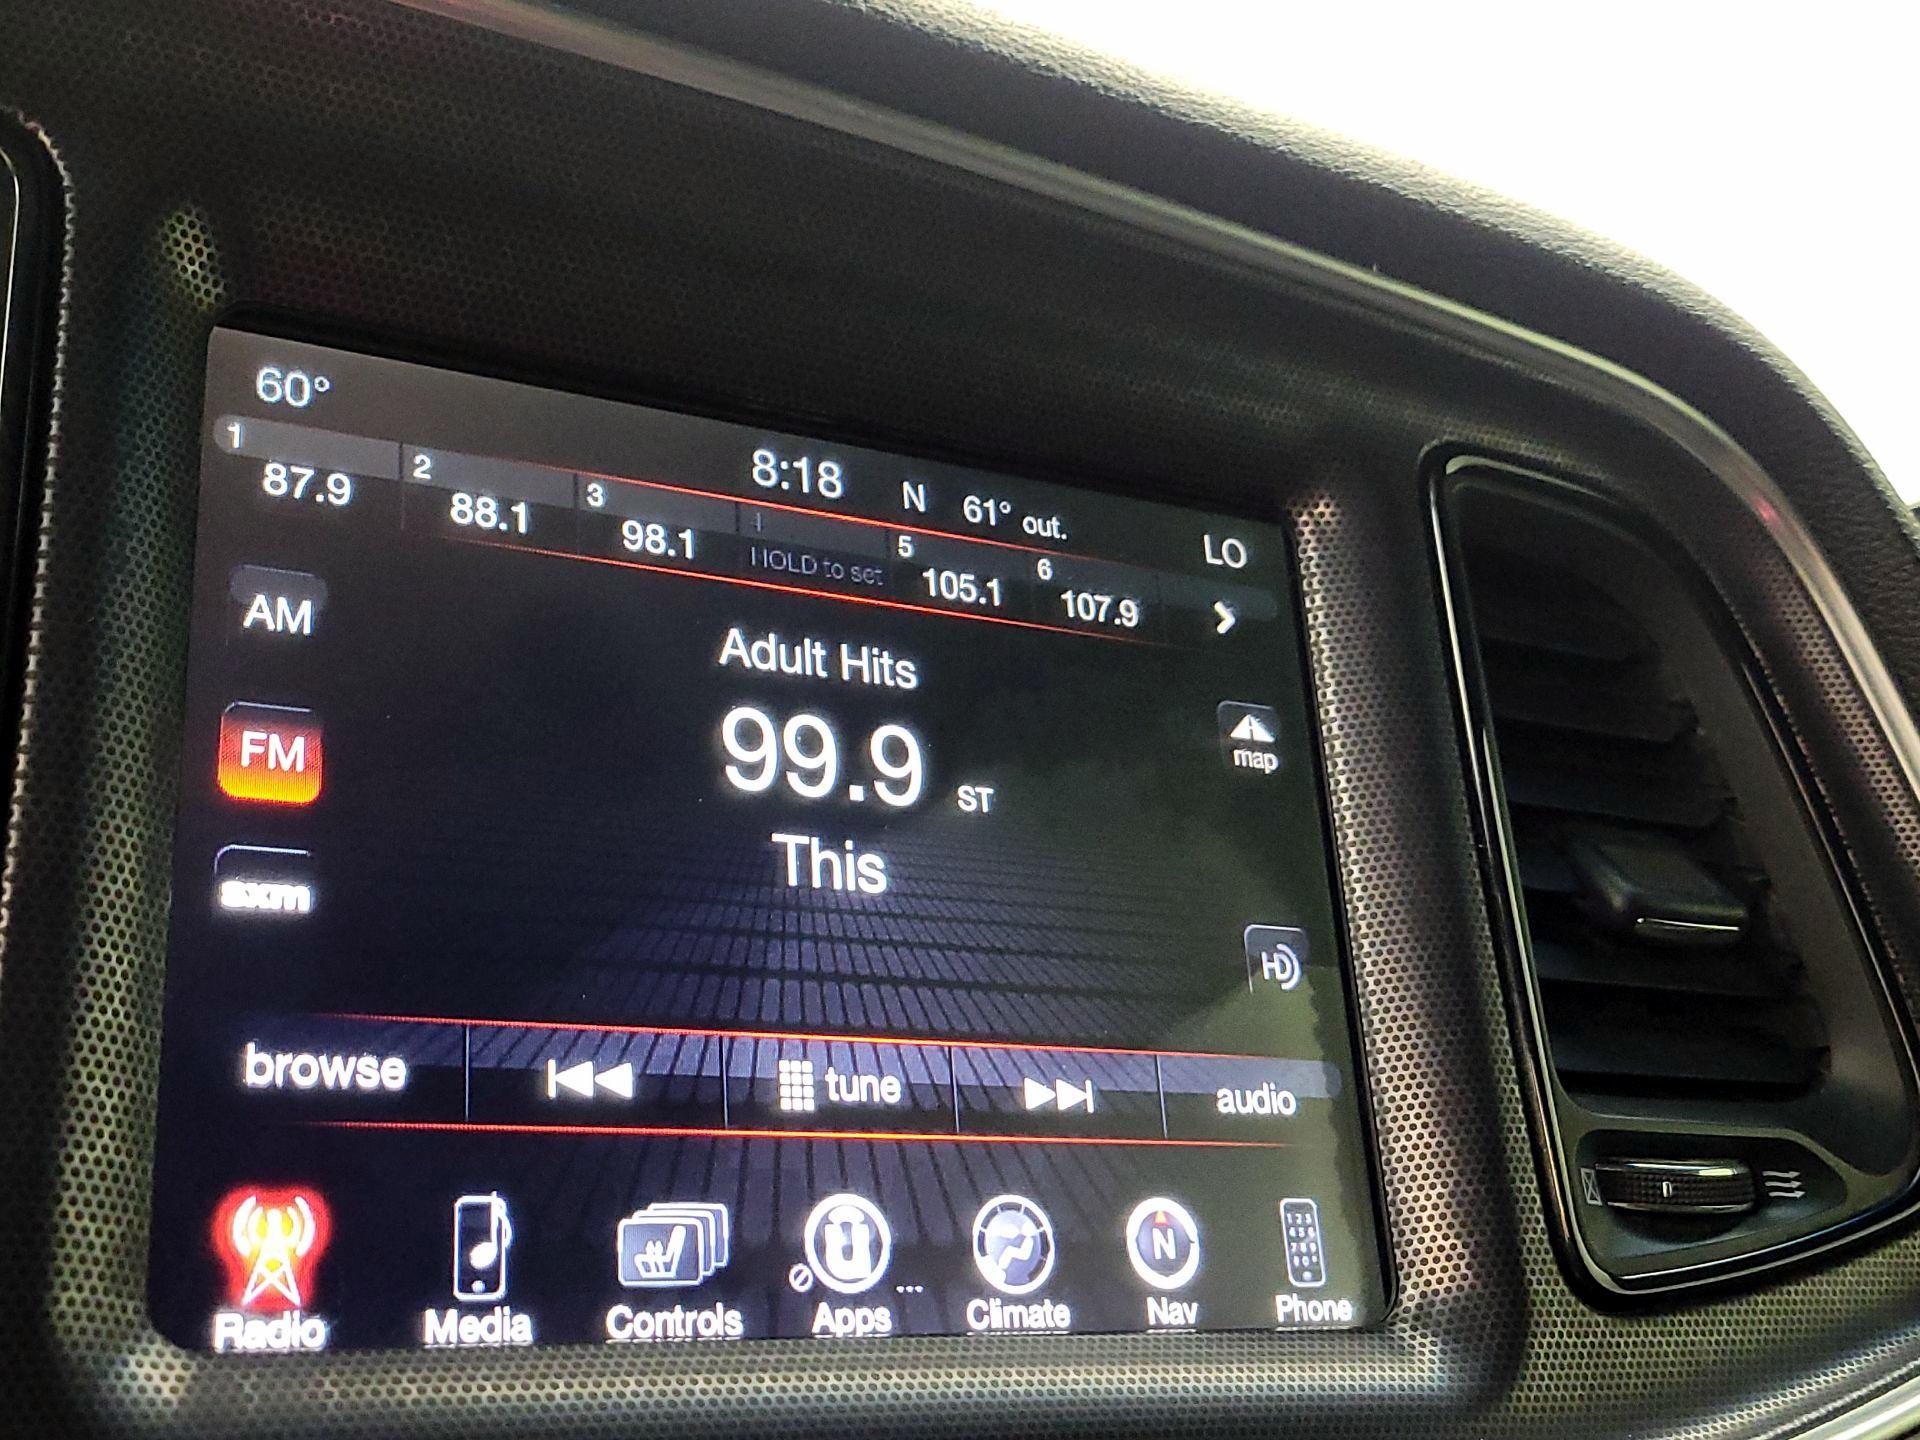 60° 8:18 N 61° out. LO
1 87.9 2 88.1 3 98.1 4 HOLD to set 5 105.1 6 107.9
AM
FM
sxm
Adult Hits
99.9 ST
This
map
HD
browse tune audio
Radio Media Controls Apps ... Climate Nav Phone